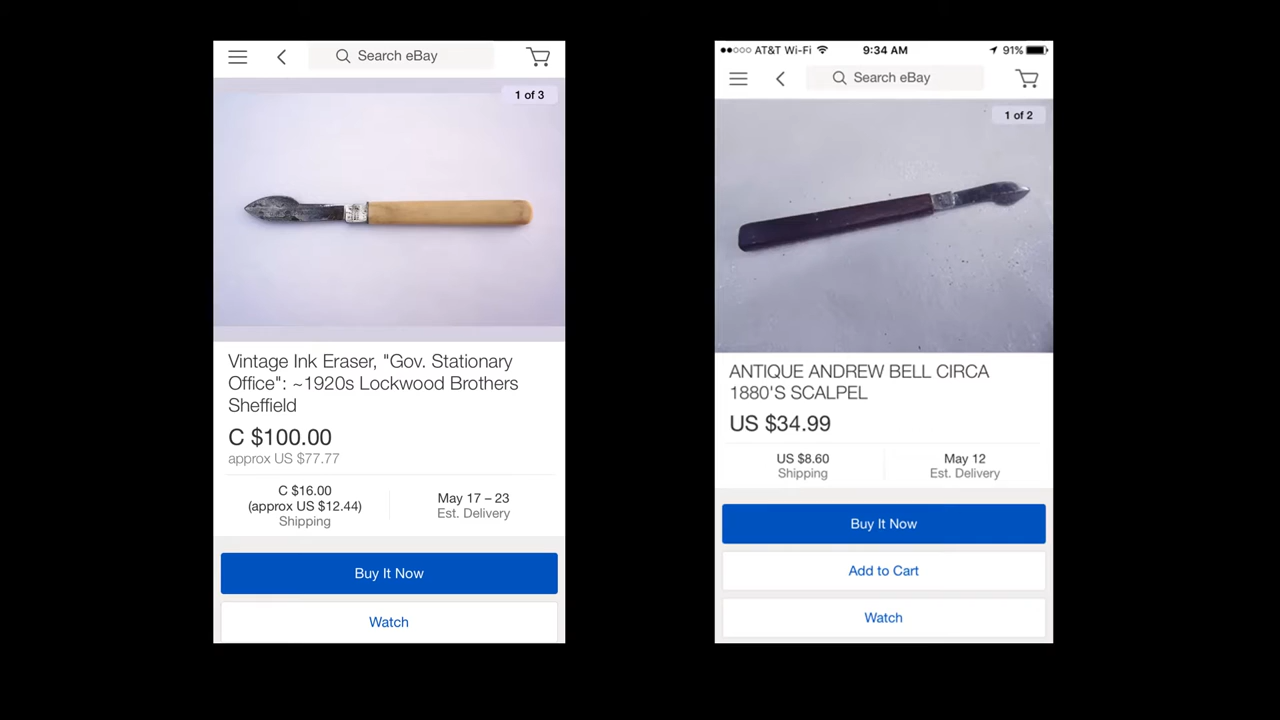 Search eBay
1 of 3
Vintage Ink Eraser, "Gov. Stationary
Office": ~1920s Lockwood Brothers
Sheffield
C $100.00
approx US $77.77
C $16.00
(approx US $12.44)
Shipping
May 17 – 23
Est. Delivery
Buy It Now
Watch
AT&T Wi-Fi 9:34 AM 91%
Search eBay
1 of 2
ANTIQUE ANDREW BELL CIRCA
1880'S SCALPEL
US $34.99
US $8.60
Shipping
May 12
Est. Delivery
Buy It Now
Add to Cart
Watch